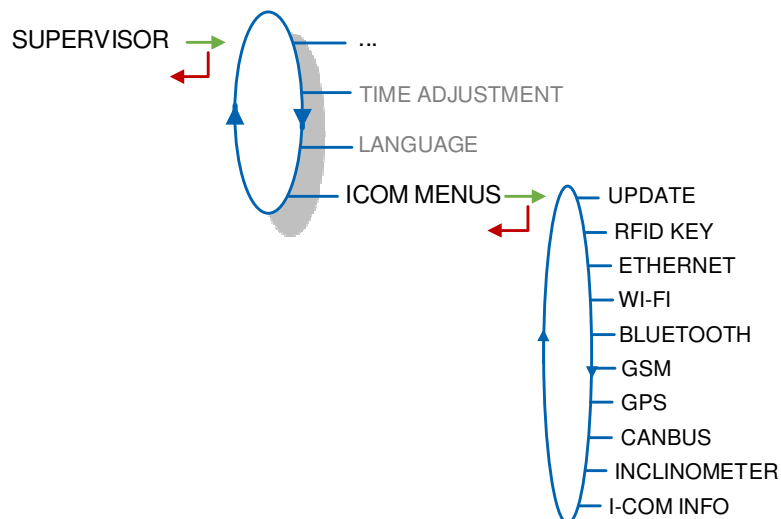 SUPERVISOR
...
TIME ADJUSTMENT
LANGUAGE
ICOM MENUS
UPDATE
RFID KEY
ETHERNET
WI-FI
BLUETOOTH
GSM
GPS
CANBUS
INCLINOMETER
I-COM INFO